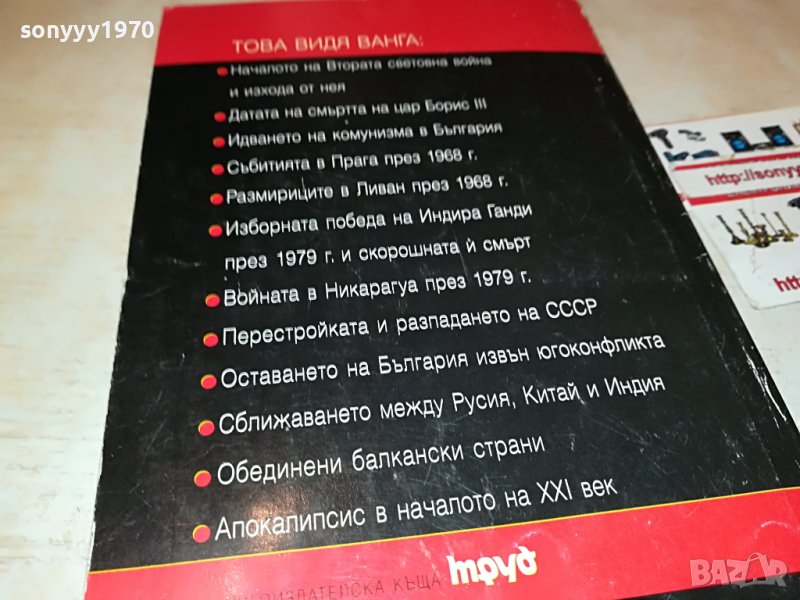 sonyyy1970
ТОВА ВИДЯ ВАНГА:
• Началото на Втората световна война
и изхода от нея
• Датата на смъртта на цар Борис III
• Идването на комунизма в България
• Събитията в Прага през 1968 г.
• Размириците в Ливан през 1968 г.
• Изборната победа на Индира Ганди
през 1979 г. и скорошната ѝ смърт
• Войната в Никарагуа през 1979 г.
• Перестройката и разпадането на СССР
• Оставането на България извън югоконфликта
• Сближаването между Русия, Китай и Индия
• Обединени балкански страни
• Апокалипсис в началото на XXI век
КЪЩА Труд
http://sonyy
htt
bazar